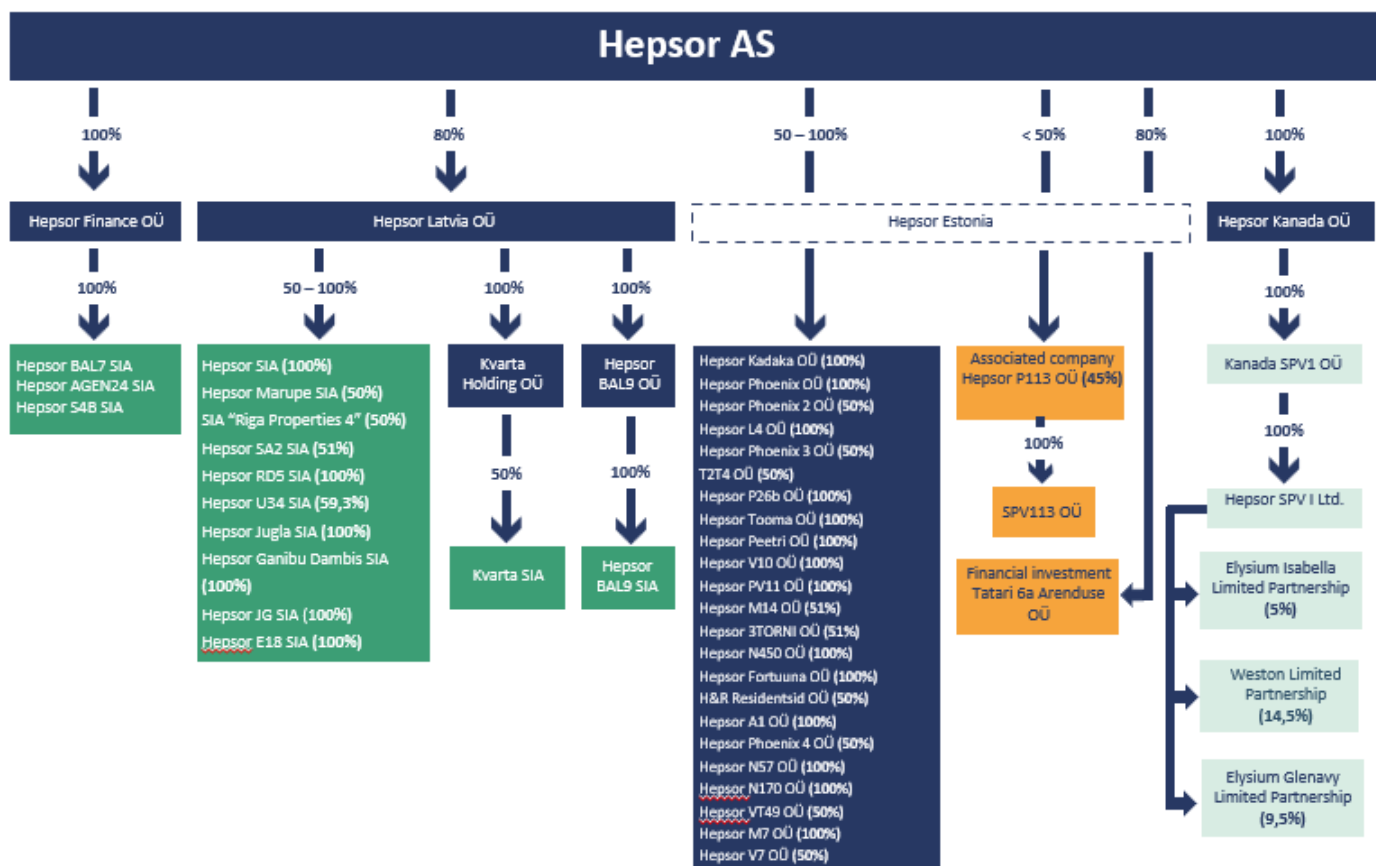 Hepsor AS
100%
80%
50 – 100%
< 50%
80%
100%
Hepsor Finance OÜ
Hepsor Latvia OÜ
Hepsor Estonia
Hepsor Kanada OÜ
100%
50 – 100%
100%
100%
100%
Hepsor BAL7 SIA
Hepsor AGEN24 SIA
Hepsor S4B SIA
Hepsor SIA (100%)
Hepsor Marupe SIA (50%)
SIA “Riga Properties 4” (50%)
Hepsor SA2 SIA (51%)
Hepsor RD5 SIA (100%)
Hepsor U34 SIA (59,3%)
Hepsor Jugla SIA (100%)
Hepsor Ganibu Dambis SIA
(100%)
Hepsor JG SIA (100%)
Hepsor E18 SIA (100%)
Kvarta
Holding OÜ
50%
Kvarta SIA
Hepsor
BAL9 OÜ
100%
Hepsor
BAL9 SIA
Hepsor Kadaka OÜ (100%)
Hepsor Phoenix OÜ (100%)
Hepsor Phoenix 2 OÜ (50%)
Hepsor L4 OÜ (100%)
Hepsor Phoenix 3 OÜ (50%)
T2T4 OÜ (50%)
Hepsor P26b OÜ (100%)
Hepsor Tooma OÜ (100%)
Hepsor Peetri OÜ (100%)
Hepsor V10 OÜ (100%)
Hepsor PV11 OÜ (100%)
Hepsor M14 OÜ (51%)
Hepsor 3TORNI OÜ (51%)
Hepsor N450 OÜ (100%)
Hepsor Fortuuna OÜ (100%)
H&R Residentsid OÜ (50%)
Hepsor A1 OÜ (100%)
Hepsor Phoenix 4 OÜ (50%)
Hepsor N57 OÜ (100%)
Hepsor N170 OÜ (100%)
Hepsor VT49 OÜ (50%)
Hepsor M7 OÜ (100%)
Hepsor V7 OÜ (50%)
Associated company
Hepsor P113 OÜ (45%)
100%
SPV113 OÜ
Financial investment
Tatari 6a Arenduse
OÜ
Kanada SPV1 OÜ
100%
Hepsor SPV I Ltd.
Elysium Isabella
Limited Partnership
(5%)
Weston Limited
Partnership
(14,5%)
Elysium Glenavy
Limited Partnership
(9,5%)